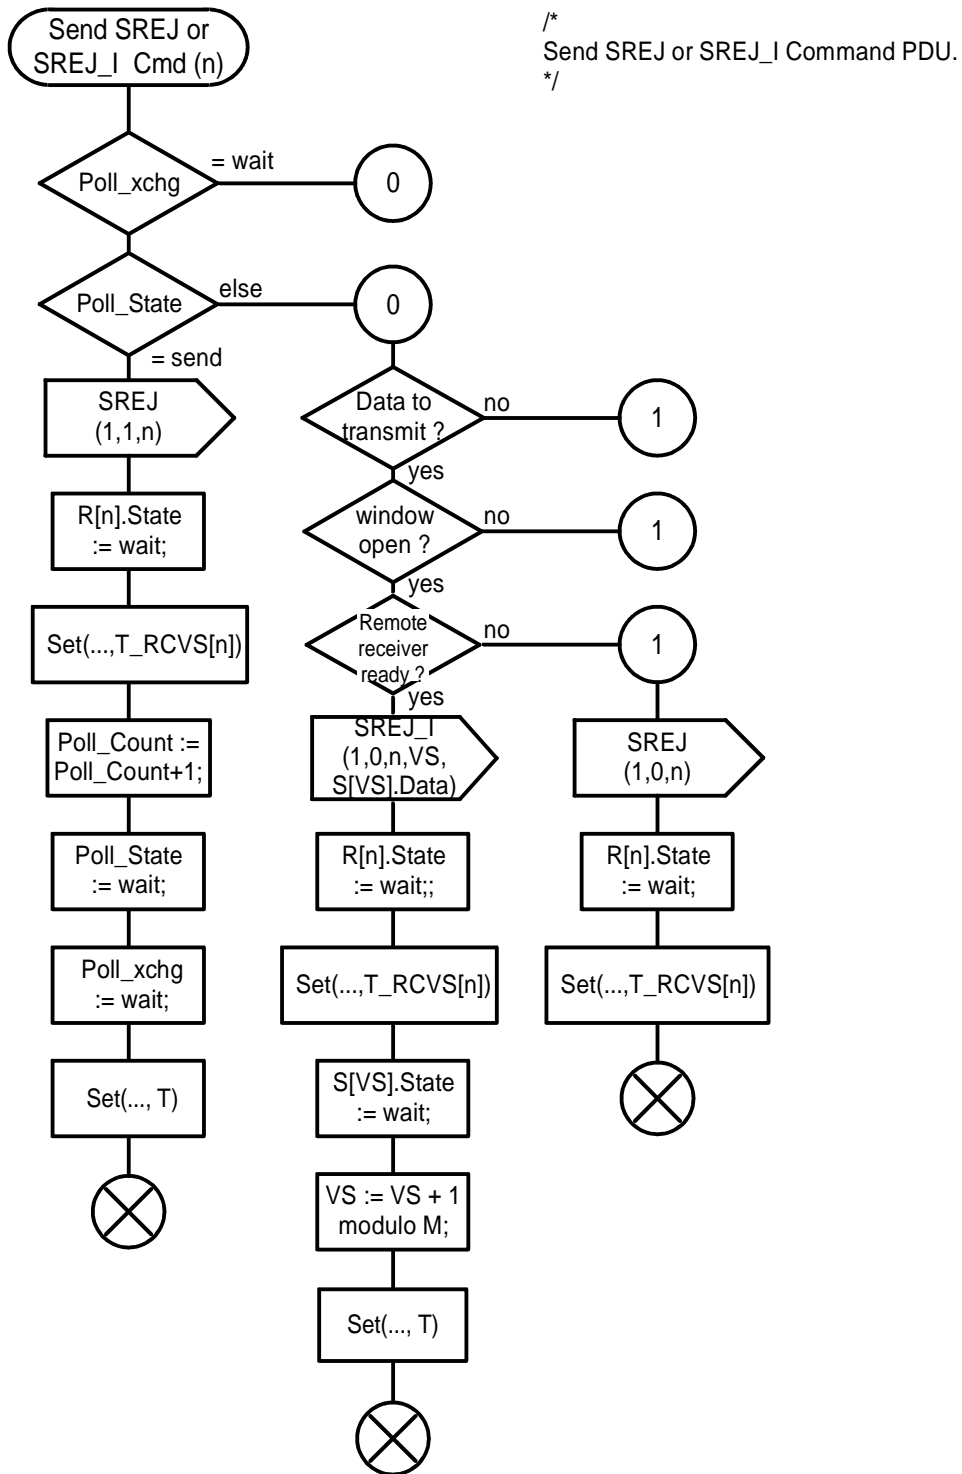 Send SREJ or
SREJ_I Cmd (n)
/*
Send SREJ or SREJ_I Command PDU.
*/
Poll_xchg
= wait
0
Poll_State
else
0
= send
SREJ
(1,1,n)
R[n].State
:= wait;
Set(...,T_RCVS[n])
Poll_Count :=
Poll_Count+1;
Poll_State
:= wait;
Poll_xchg
:= wait;
Set(..., T)
Data to
transmit ?
no
1
yes
window
open ?
no
1
yes
Remote
receiver
ready ?
no
1
yes
SREJ_I
(1,0,n,VS,
S[VS].Data)
R[n].State
:= wait;;
Set(...,T_RCVS[n])
S[VS].State
:= wait;
VS := VS + 1
modulo M;
Set(..., T)
SREJ
(1,0,n)
R[n].State
:= wait;
Set(...,T_RCVS[n])